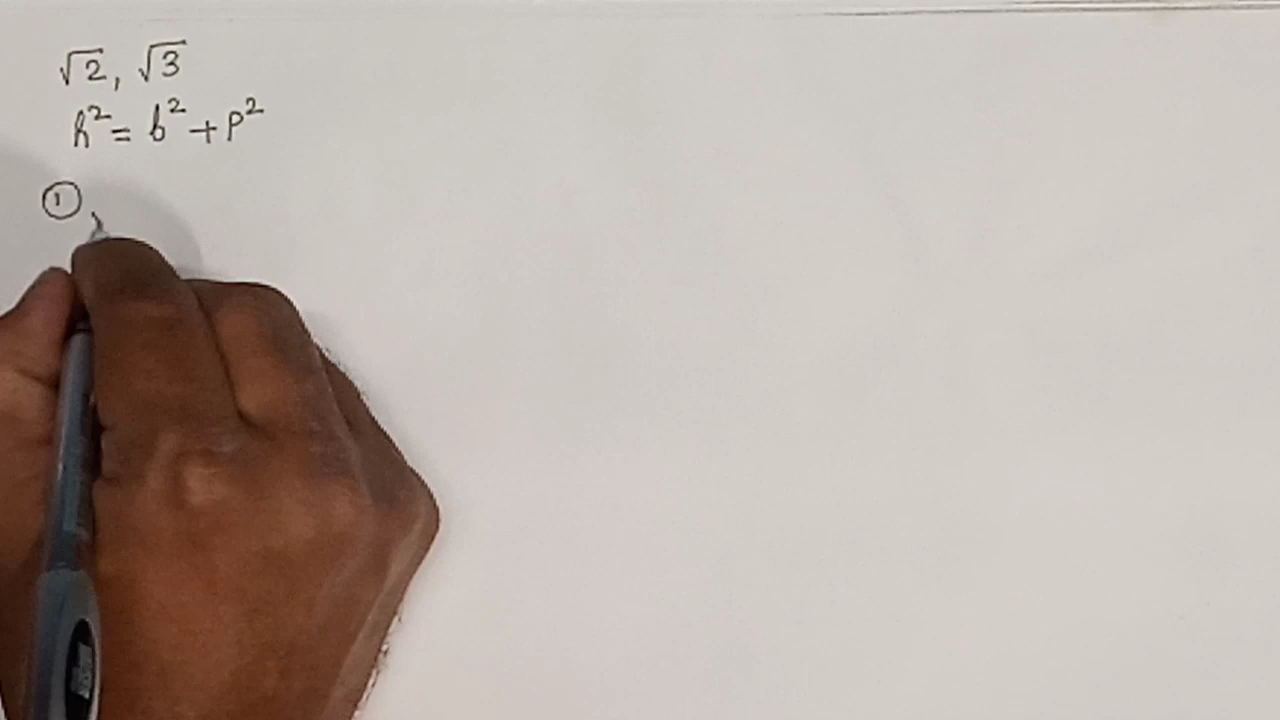 √2, √3
h² = b² + p²
①